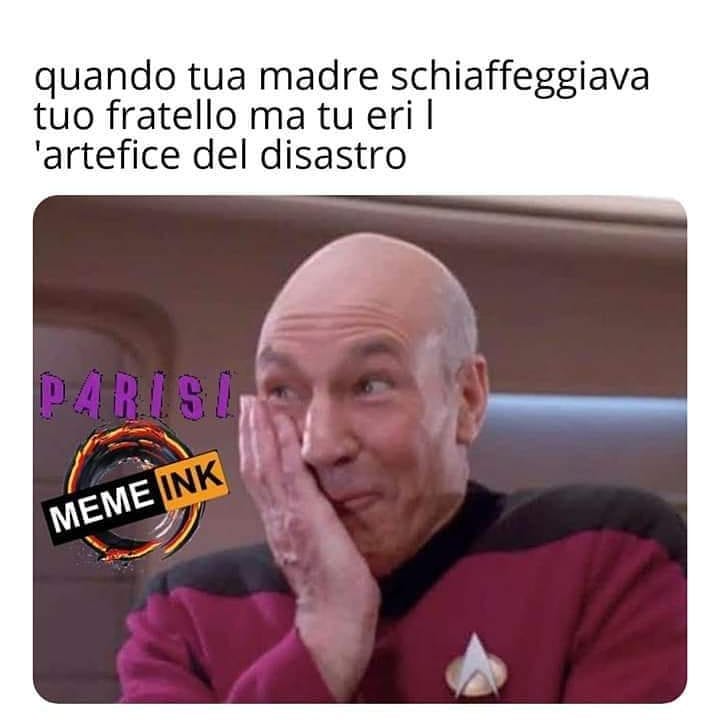 quando tua madre schiaffeggiava
tuo fratello ma tu eri l
'artefice del disastro
PARISI
MEME INK